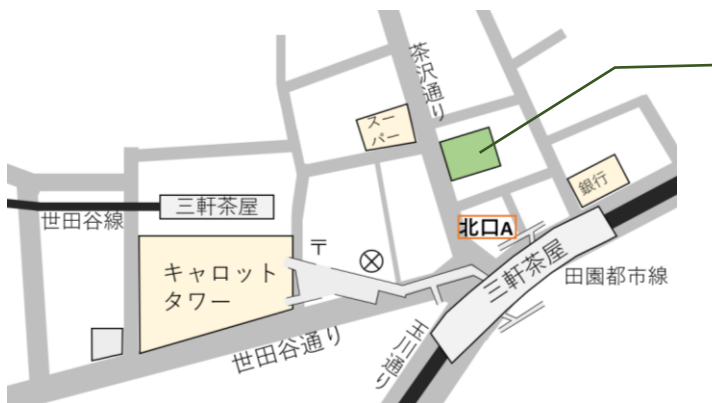 茶沢通り
スー
パー
銀行
三軒茶屋
世田谷線
北口A
〒
キャロット
タワー
三軒茶屋
田園都市線
世田谷通り
玉川通り